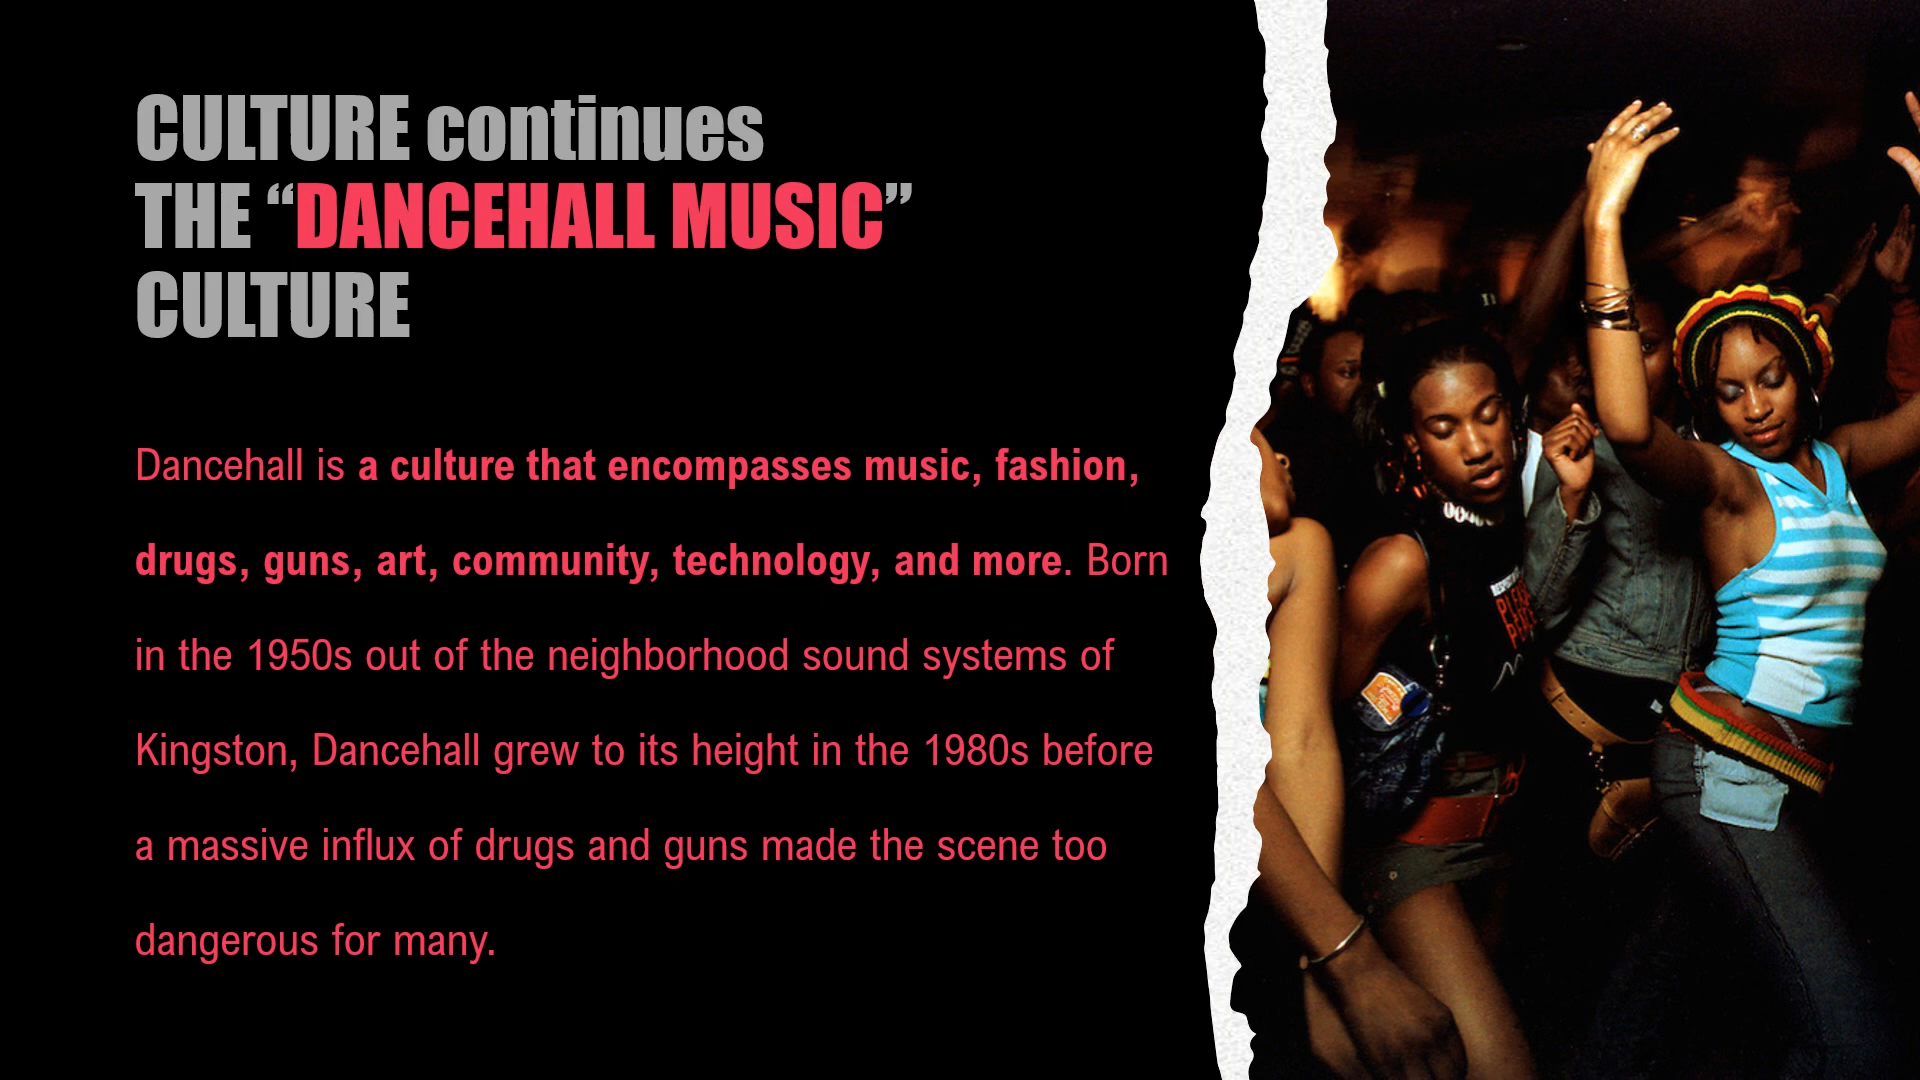 CULTURE continues
THE “DANCEHALL MUSIC”
CULTURE
Dancehall is a culture that encompasses music, fashion,
drugs, guns, art, community, technology, and more. Born
in the 1950s out of the neighborhood sound systems of
Kingston, Dancehall grew to its height in the 1980s before
a massive influx of drugs and guns made the scene too
dangerous for many.